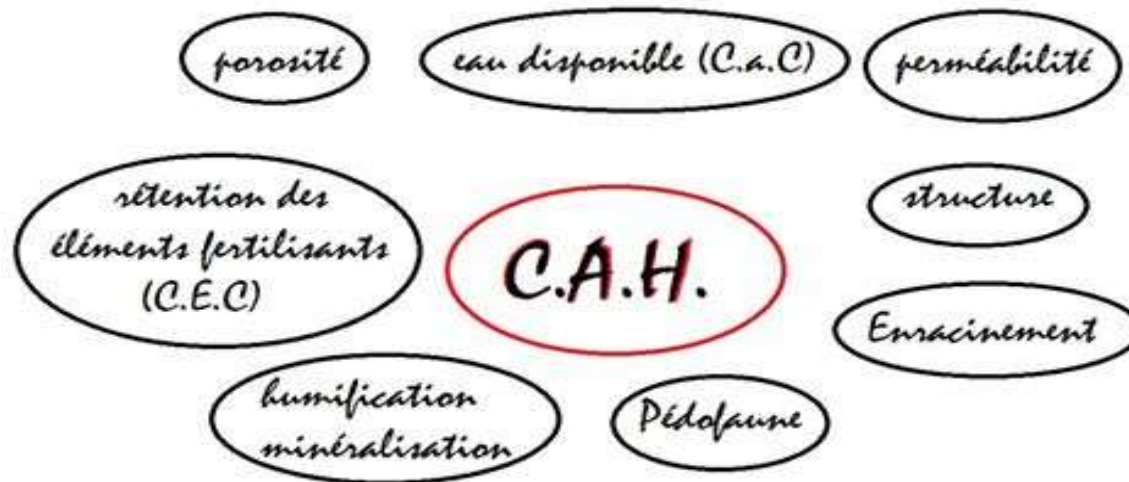 porosité
eau disponible (C.a.C)
perméabilité
rétention des
éléments fertilisants
(C.E.C)
C.A.H.
structure
Enracinement
humification
minéralisation
Pédofaune